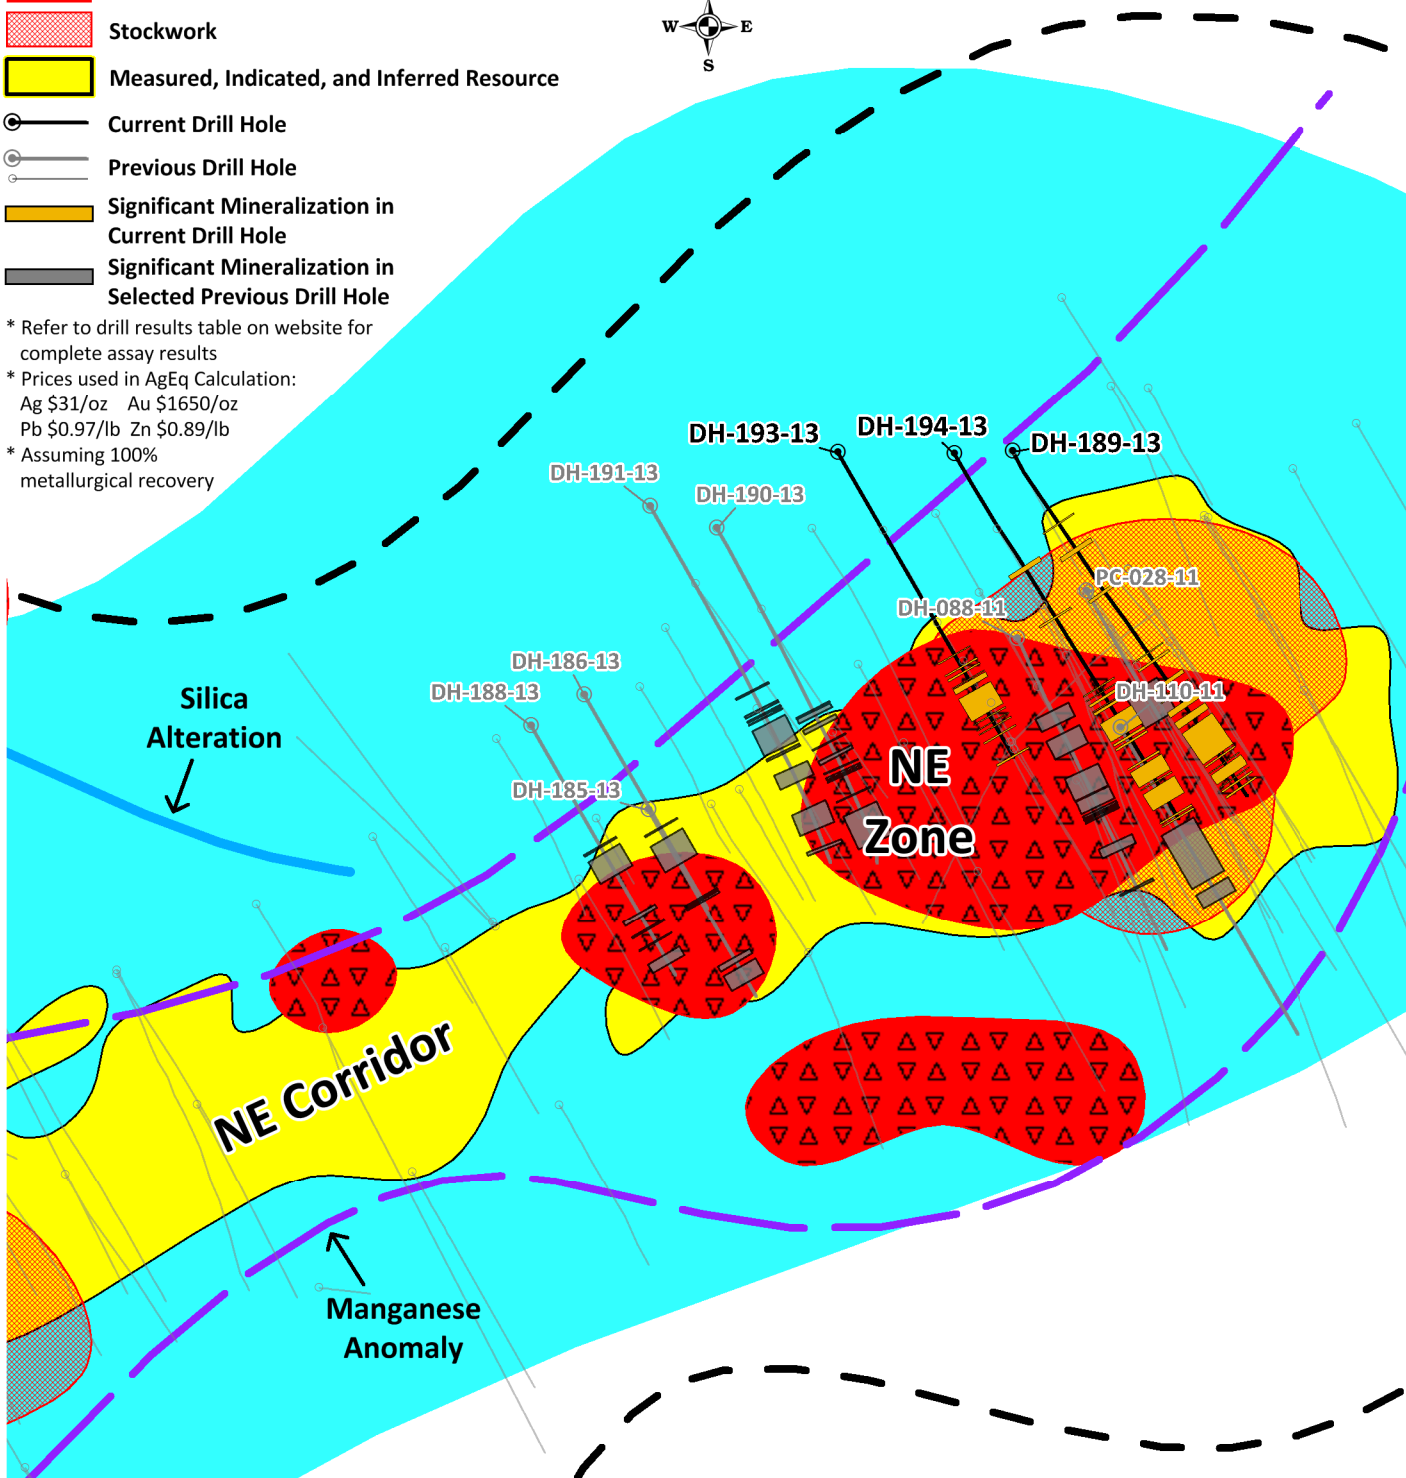 Stockwork
Measured, Indicated, and Inferred Resource
Current Drill Hole
Previous Drill Hole
Significant Mineralization in
Current Drill Hole
Significant Mineralization in
Selected Previous Drill Hole
* Refer to drill results table on website for
complete assay results
* Prices used in AgEq Calculation:
Ag $31/oz Au $1650/oz
Pb $0.97/lb Zn $0.89/lb
* Assuming 100%
metallurgical recovery
W E
S
DH-193-13
DH-194-13
DH-189-13
DH-191-13
DH-190-13
PC-028-11
DH-088-11
DH-186-13
DH-188-13
DH-110-11
Silica
Alteration
DH-185-13
NE
Zone
NE Corridor
Manganese
Anomaly